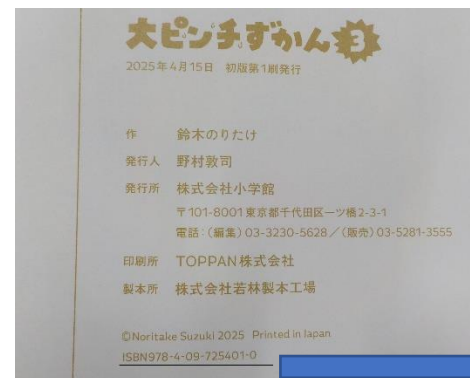 大ピンチずかん3
2025年4月15日 初版第1刷発行
作 鈴木のりたけ
発行人 野村敦司
発行所 株式会社小学館
〒101-8001東京都千代田区一ツ橋2-3-1
電話:(編集)03-3230-5628/(販売)03-5281-3555
印刷所 TOPPAN株式会社
製本所 株式会社若林製本工場
©Noritake Suzuki 2025 Printed in Japan
ISBN978-4-09-725401-0